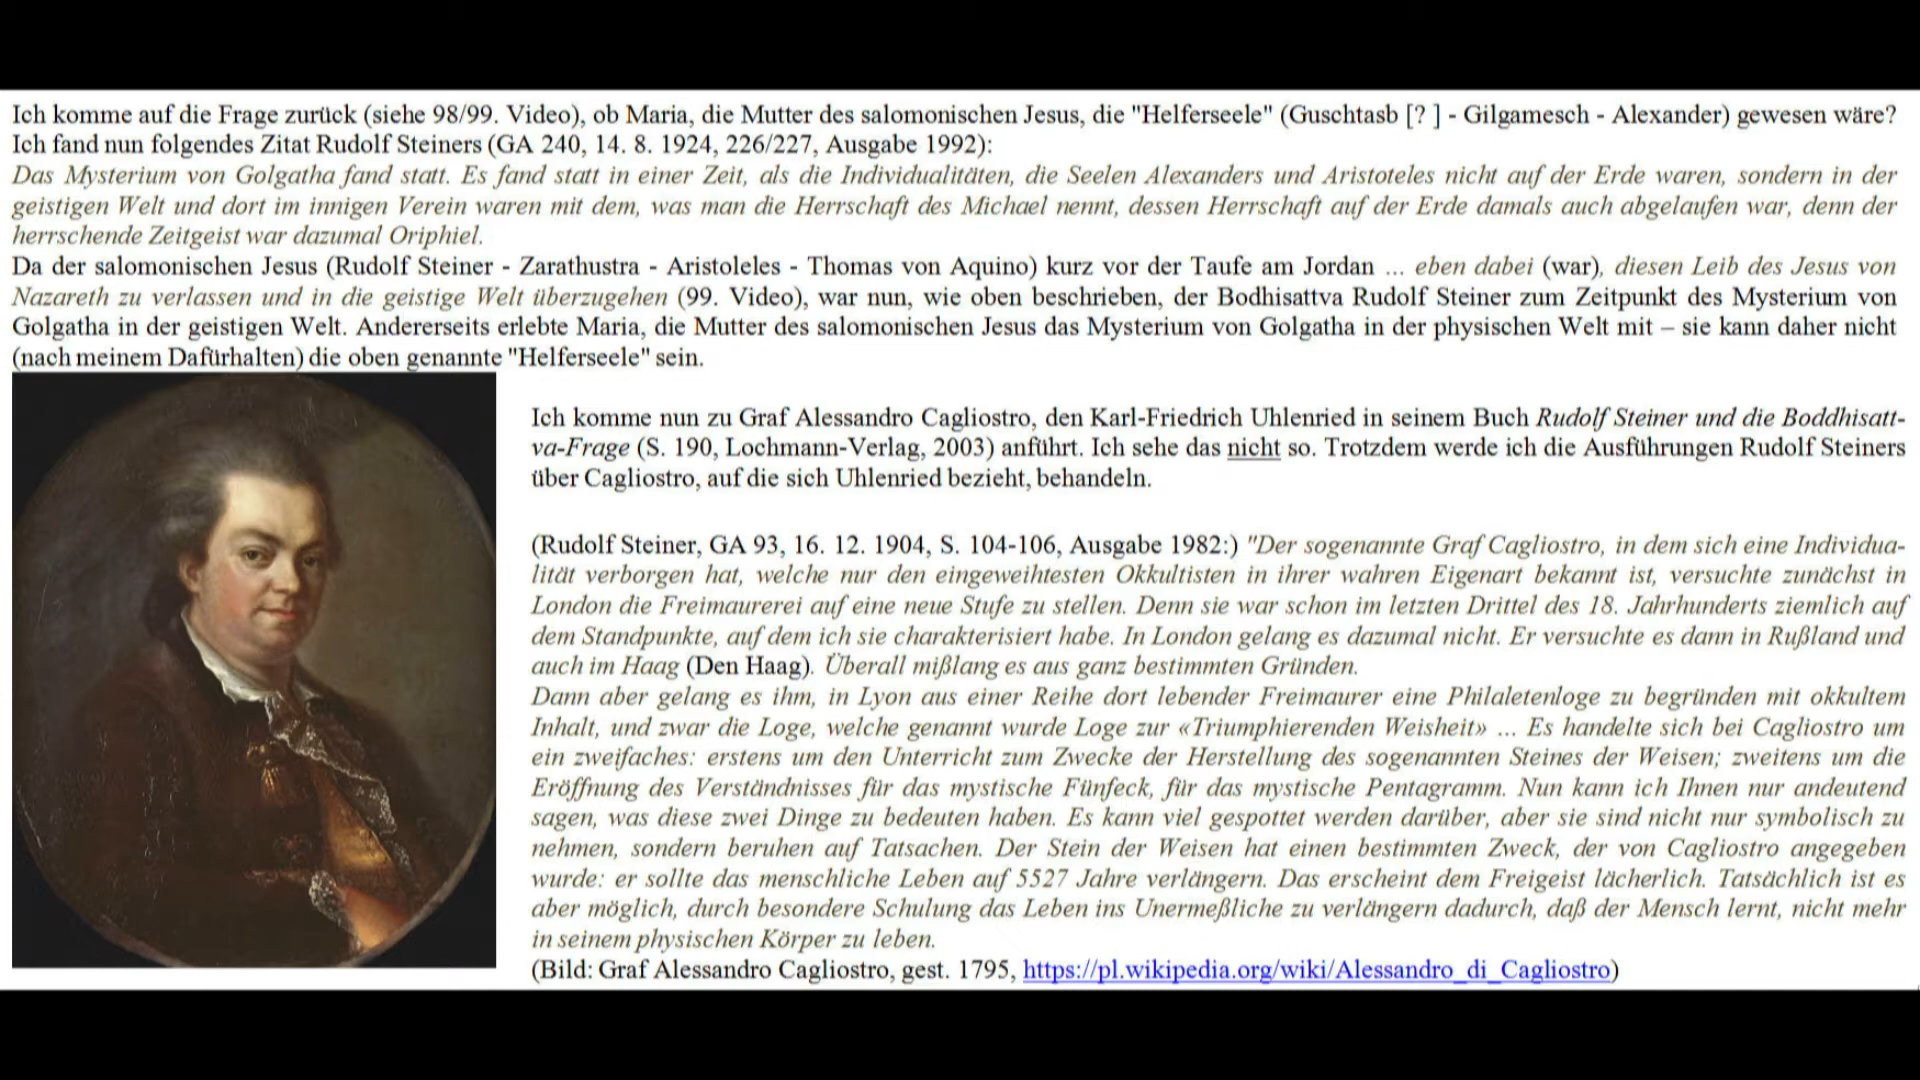 Ich komme auf die Frage zurück (siehe 98/99. Video), ob Maria, die Mutter des salomonischen Jesus, die "Helferseele" (Guschtasb [? ] - Gilgamesch - Alexander) gewesen wäre?
Ich fand nun folgendes Zitat Rudolf Steiners (GA 240, 14. 8. 1924, 226/227, Ausgabe 1992):
Das Mysterium von Golgatha fand statt. Es fand statt in einer Zeit, als die Individualitäten, die Seelen Alexanders und Aristoteles nicht auf der Erde waren, sondern in der
geistigen Welt und dort im innigen Verein waren mit dem, was man die Herrschaft des Michael nennt, dessen Herrschaft auf der Erde damals auch abgelaufen war, denn der
herrschende Zeitgeist war dazumal Oriphiel.
Da der salomonischen Jesus (Rudolf Steiner - Zarathustra - Aristoleles - Thomas von Aquino) kurz vor der Taufe am Jordan ... eben dabei (war), diesen Leib des Jesus von
Nazareth zu verlassen und in die geistige Welt überzugehen (99. Video), war nun, wie oben beschrieben, der Bodhisattva Rudolf Steiner zum Zeitpunkt des Mysterium von
Golgatha in der geistigen Welt. Andererseits erlebte Maria, die Mutter des salomonischen Jesus das Mysterium von Golgatha in der physischen Welt mit – sie kann daher nicht
(nach meinem Dafürhalten) die oben genannte "Helferseele" sein.
Ich komme nun zu Graf Alessandro Cagliostro, den Karl-Friedrich Uhlenried in seinem Buch Rudolf Steiner und die Boddhisatt-
va-Frage (S. 190, Lochmann-Verlag, 2003) anführt. Ich sehe das nicht so. Trotzdem werde ich die Ausführungen Rudolf Steiners
über Cagliostro, auf die sich Uhlenried bezieht, behandeln.
(Rudolf Steiner, GA 93, 16. 12. 1904, S. 104-106, Ausgabe 1982:) "Der sogenannte Graf Cagliostro, in dem sich eine Individua-
lität verborgen hat, welche nur den eingeweihtesten Okkultisten in ihrer wahren Eigenart bekannt ist, versuchte zunächst in
London die Freimaurerei auf eine neue Stufe zu stellen. Denn sie war schon im letzten Drittel des 18. Jahrhunderts ziemlich auf
dem Standpunkte, auf dem ich sie charakterisiert habe. In London gelang es dazumal nicht. Er versuchte es dann in Rußland und
auch im Haag (Den Haag). Überall mißlang es aus ganz bestimmten Gründen.
Dann aber gelang es ihm, in Lyon aus einer Reihe dort lebender Freimaurer eine Philaletenloge zu begründen mit okkultem
Inhalt, und zwar die Loge, welche genannt wurde Loge zur «Triumphierenden Weisheit» ... Es handelte sich bei Cagliostro um
ein zweifaches: erstens um den Unterricht zum Zwecke der Herstellung des sogenannten Steines der Weisen; zweitens um die
Eröffnung des Verständnisses für das mystische Fünfeck, für das mystische Pentagramm. Nun kann ich Ihnen nur andeutend
sagen, was diese zwei Dinge zu bedeuten haben. Es kann viel gespottet werden darüber, aber sie sind nicht nur symbolisch zu
nehmen, sondern beruhen auf Tatsachen. Der Stein der Weisen hat einen bestimmten Zweck, der von Cagliostro angegeben
wurde: er sollte das menschliche Leben auf 5527 Jahre verlängern. Das erscheint dem Freigeist lächerlich. Tatsächlich ist es
aber möglich, durch besondere Schulung das Leben ins Unermeßliche zu verlängern dadurch, daß der Mensch lernt, nicht mehr
in seinem physischen Körper zu leben.
(Bild: Graf Alessandro Cagliostro, gest. 1795, https://pl.wikipedia.org/wiki/Alessandro_di_Cagliostro)